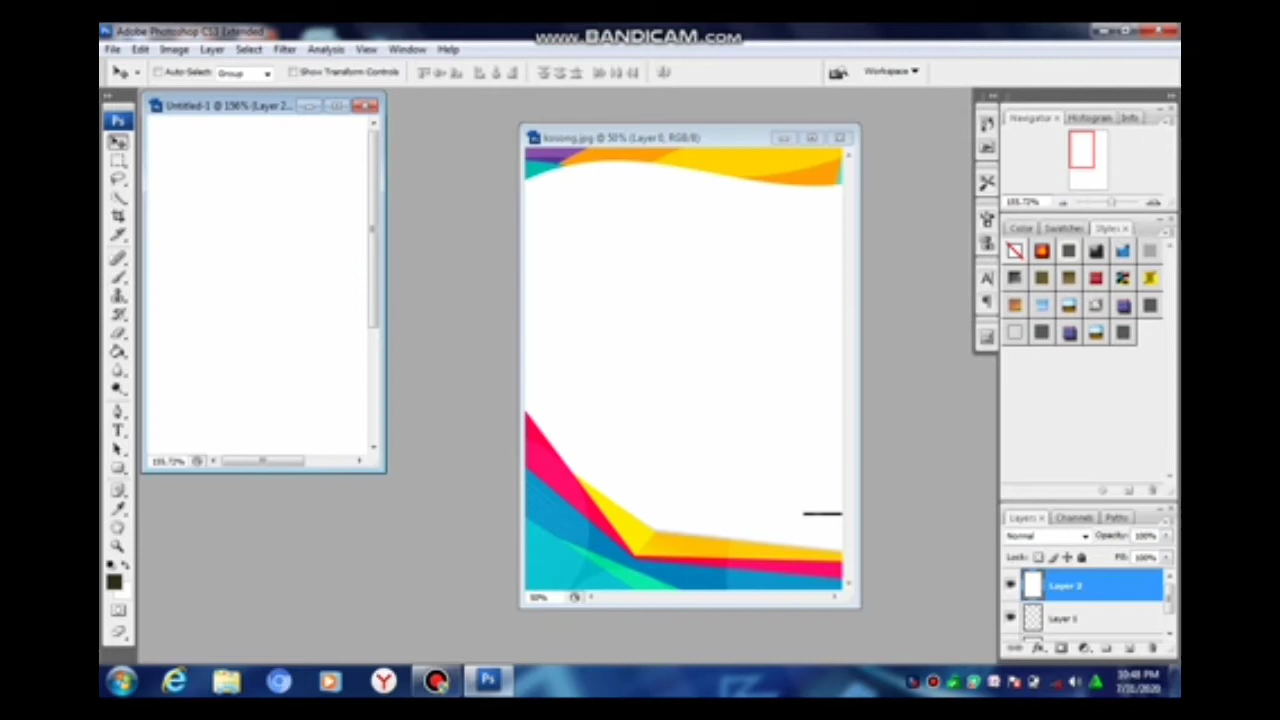 www.BANDICAM.com
Adobe Photoshop CS3 Extended
File Edit Image Layer Select Filter Analysis View Window Help
Auto Select: Group Show Transform Controls Workspace
Untitled-1 @ 156% (Layer 2...
kosong.jpg @ 50% (Layer 0, RGB/8)
Navigator Histogram Info
155.72%
Color Swatches Styles
155.72%
Layers Channels Paths
Normal Opacity: 100%
Lock: Fill: 100%
Layer 2
50%
Layer 1
Ps
10:48 PM
7/31/2020